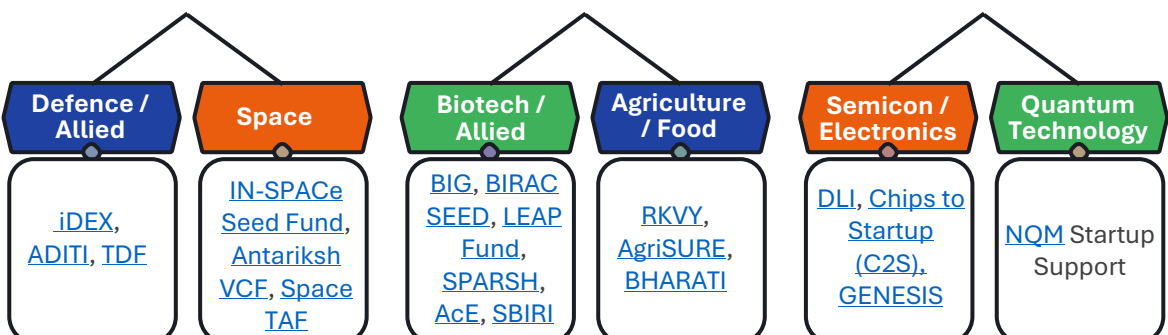 Defence /
Allied
iDEX,
ADITI, TDF
Space
IN-SPACe
Seed Fund,
Antariksh
VCF, Space
TAF
Biotech /
Allied
BIG, BIRAC
SEED, LEAP
Fund,
SPARSH,
AcE, SBIRI
Agriculture
/ Food
RKVY,
AgriSURE,
BHARATI
Semicon /
Electronics
DLI, Chips to
Startup
(C2S),
GENESIS
Quantum
Technology
NQM Startup
Support